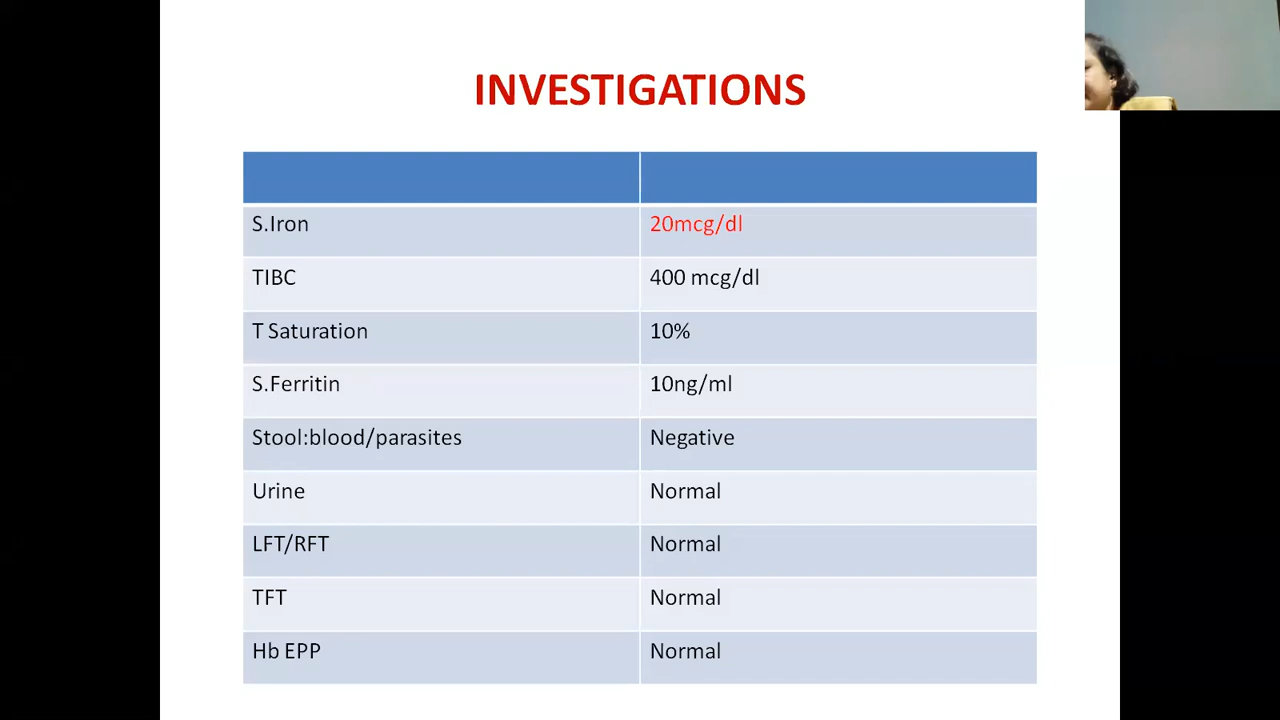 INVESTIGATIONS
S.Iron 20mcg/dl
TIBC 400 mcg/dl
T Saturation 10%
S.Ferritin 10ng/ml
Stool:blood/parasites Negative
Urine Normal
LFT/RFT Normal
TFT Normal
Hb EPP Normal